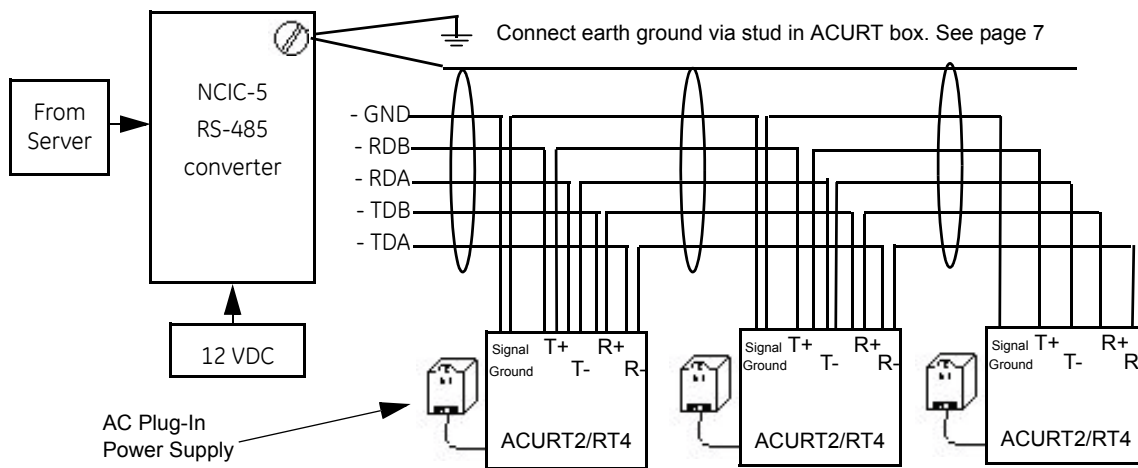 Connect earth ground via stud in ACURT box. See page 7
From
Server
NCIC-5
RS-485
converter
- GND
- RDB
- RDA
- TDB
- TDA
12 VDC
AC Plug-In
Power Supply
Signal
Ground
T+
T-
R+
R-
ACURT2/RT4
Signal
Ground
T+
T-
R+
R-
ACURT2/RT4
Signal
Ground
T+
T-
R+
R
ACURT2/RT4